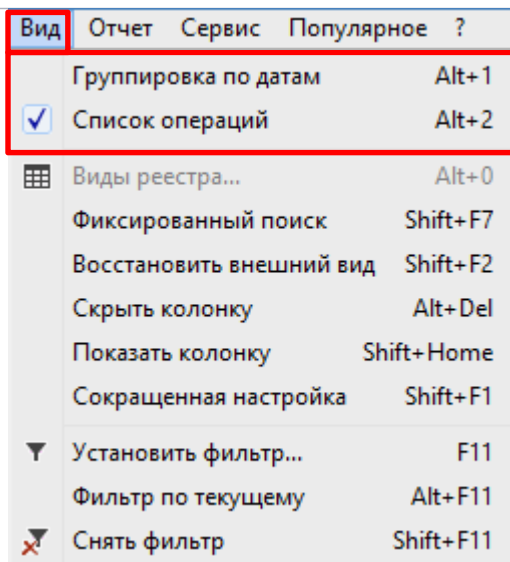 Вид Отчет Сервис Популярное ?
Группировка по датам Alt+1
Список операций Alt+2
Виды реестра... Alt+0
Фиксированный поиск Shift+F7
Восстановить внешний вид Shift+F2
Скрыть колонку Alt+Del
Показать колонку Shift+Home
Сокращенная настройка Shift+F1
Установить фильтр... F11
Фильтр по текущему Alt+F11
Снять фильтр Shift+F11